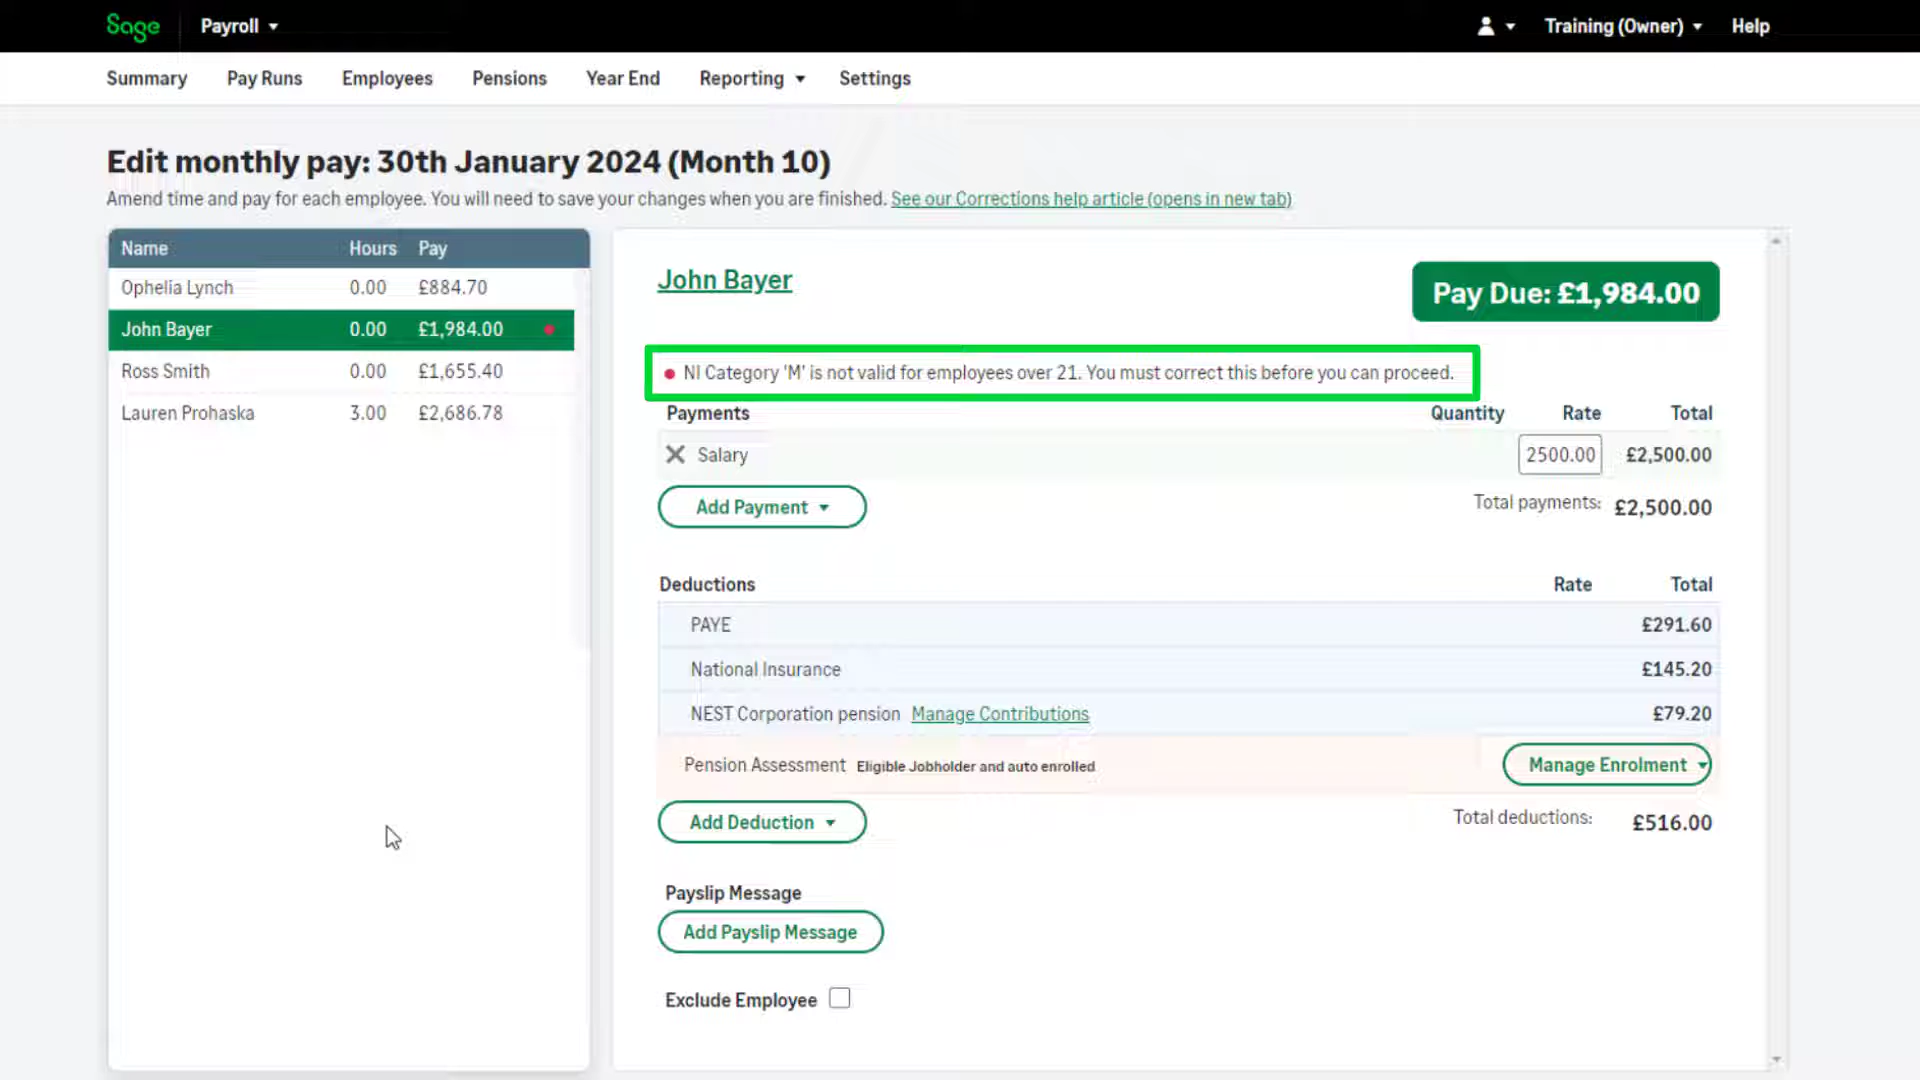 Sage Payroll Training (Owner) Help
Summary Pay Runs Employees Pensions Year End Reporting Settings
Edit monthly pay: 30th January 2024 (Month 10)
Amend time and pay for each employee. You will need to save your changes when you are finished. See our Corrections help article (opens in new tab)
Name Hours Pay
Ophelia Lynch 0.00 £884.70
John Bayer 0.00 £1,984.00
Ross Smith 0.00 £1,655.40
Lauren Prohaska 3.00 £2,686.78
John Bayer
Pay Due: £1,984.00
NI Category 'M' is not valid for employees over 21. You must correct this before you can proceed.
Payments Quantity Rate Total
Salary 2500.00 £2,500.00
Add Payment
Total payments: £2,500.00
Deductions Rate Total
PAYE £291.60
National Insurance £145.20
NEST Corporation pension Manage Contributions £79.20
Pension Assessment Eligible Jobholder and auto enrolled Manage Enrolment
Add Deduction
Total deductions: £516.00
Payslip Message
Add Payslip Message
Exclude Employee